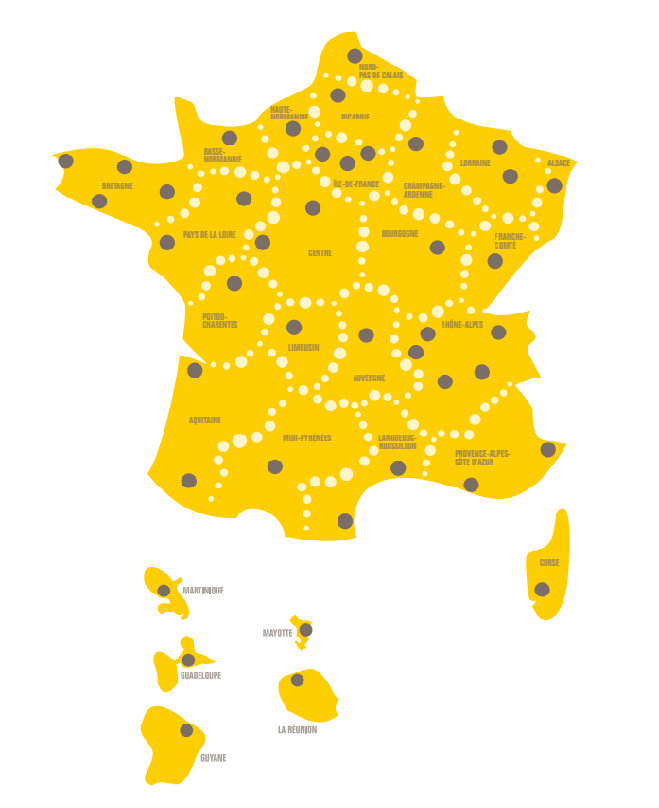 NORD-
PAS DE CALAIS
HAUTE-
NORMANDIE
PICARDIE
BASSE-
NORMANDIE
LORRAINE
ALSACE
BRETAGNE
ÎLE-DE-FRANCE
CHAMPAGNE-
ARDENNE
PAYS DE LA LOIRE
BOURGOGNE
FRANCHE-
COMTÉ
CENTRE
POITOU-
CHARENTES
RHÔNE-ALPES
LIMOUSIN
AUVERGNE
AQUITAINE
MIDI-PYRÉNÉES
LANGUEDOC-
ROUSSILLON
PROVENCE-ALPES-
CÔTE D'AZUR
CORSE
MARTINIQUE
MAYOTTE
GUADELOUPE
LA RÉUNION
GUYANE